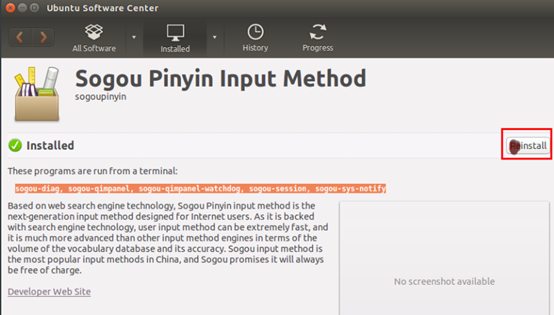 Ubuntu Software Center
All Software
Installed
History
Progress
Sogou Pinyin Input Method
sogoupinyin
Installed
Reinstall
These programs are run from a terminal:
sogou-diag, sogou-qimpanel, sogou-qimpanel-watchdog, sogou-session, sogou-sys-notify
Based on web search engine technology, Sogou Pinyin input method is the
next-generation input method designed for Internet users. As it is backed
with search engine technology, user input method can be extremely fast, and
it is much more advanced than other input method engines in terms of the
volume of the vocabulary database and its accuracy. Sogou input method is
the most popular input methods in China, and Sogou promises it will always
be free of charge.
No screenshot available
Developer Web Site